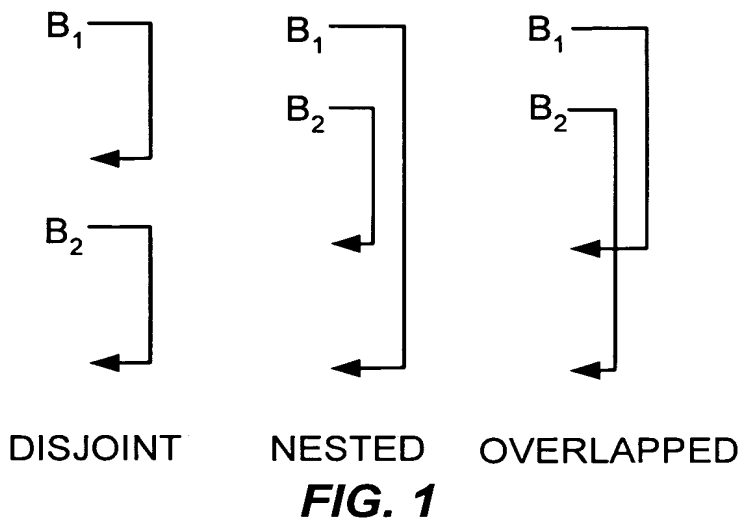 B₁ B₁ B₁
B₂ B₂
B₂
DISJOINT NESTED OVERLAPPED
FIG. 1